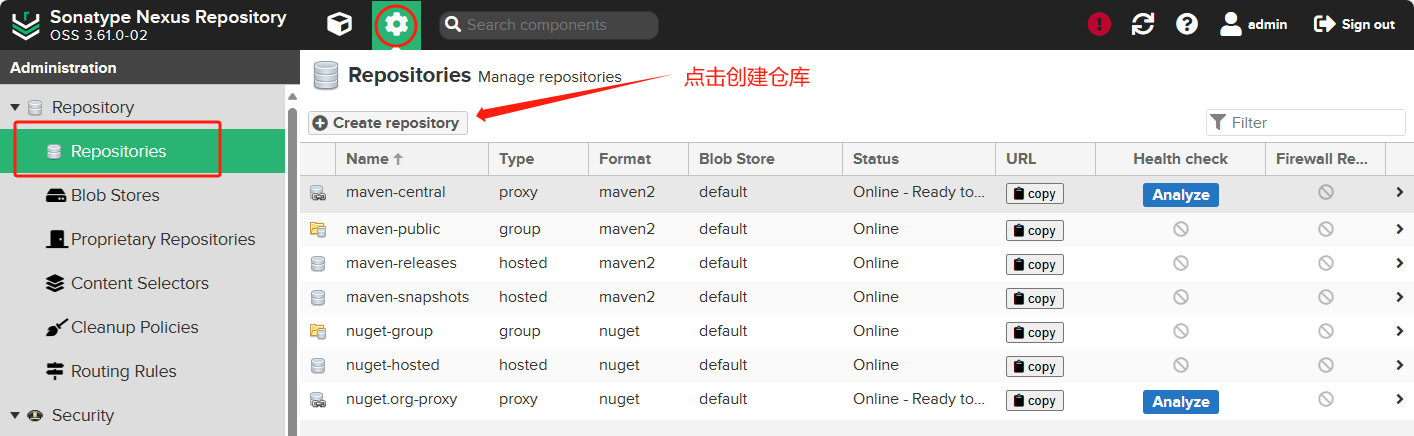 Sonatype Nexus Repository
OSS 3.61.0-02
Search components
admin
Sign out
Administration
Repository
Repositories
Blob Stores
Proprietary Repositories
Content Selectors
Cleanup Policies
Routing Rules
Security
Repositories Manage repositories
点击创建仓库
Create repository
Filter
Name Type Format Blob Store Status URL Health check Firewall Re...
maven-central proxy maven2 default Online - Ready to... copy Analyze
maven-public group maven2 default Online copy
maven-releases hosted maven2 default Online copy
maven-snapshots hosted maven2 default Online copy
nuget-group group nuget default Online copy
nuget-hosted hosted nuget default Online copy
nuget.org-proxy proxy nuget default Online - Ready to... copy Analyze